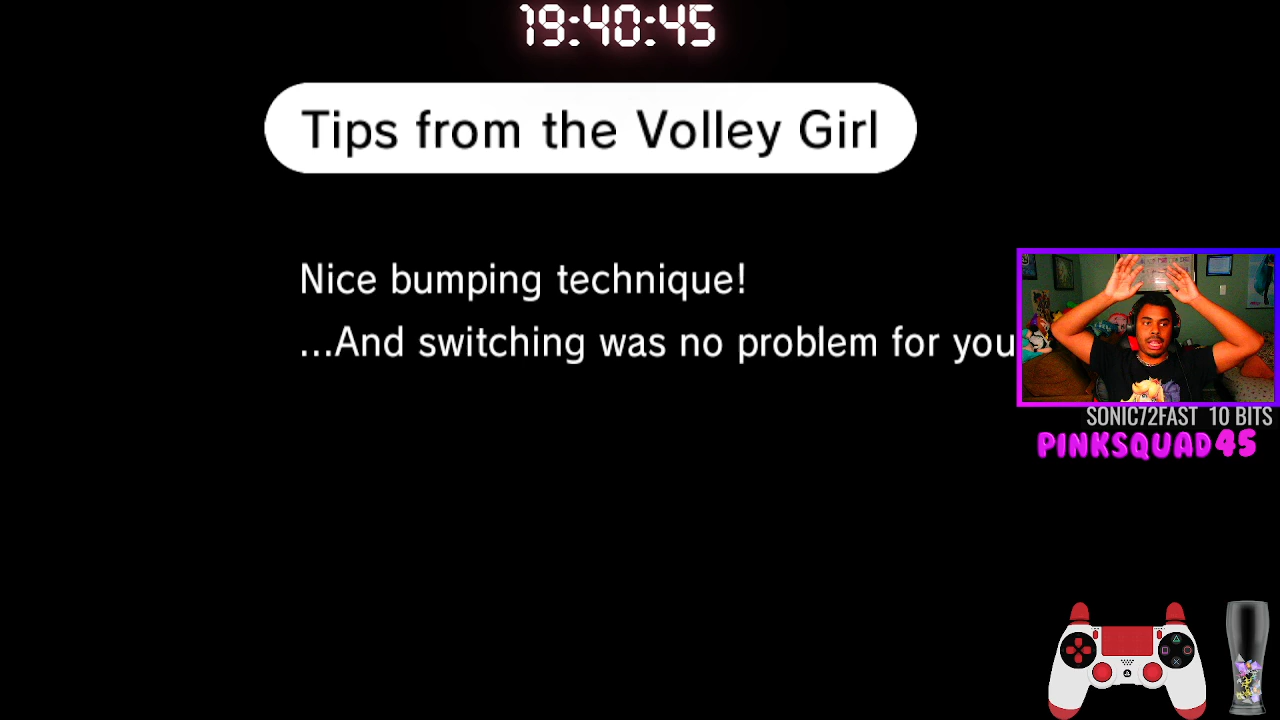 19:40:45
Tips from the Volley Girl
Nice bumping technique!
...And switching was no problem for you
SONIC72FAST 10 BITS
PINKSQUAD45